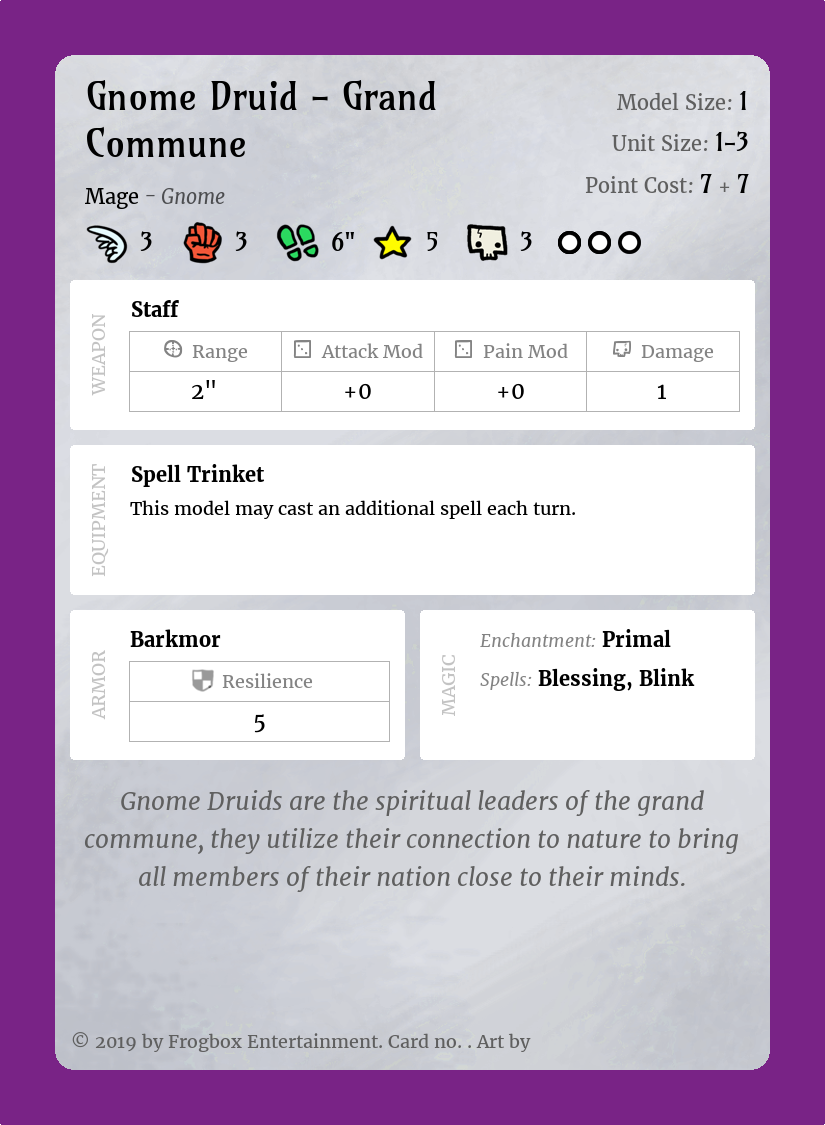 Gnome Druid – Grand
Commune
Model Size: 1
Unit Size: 1–3
Point Cost: 7 + 7
Mage – Gnome
3 3 6" 5 3
WEAPON
Staff
Range Attack Mod Pain Mod Damage
2" +0 +0 1
EQUIPMENT
Spell Trinket
This model may cast an additional spell each turn.
ARMOR
Barkmor
Resilience
5
MAGIC
Enchantment: Primal
Spells: Blessing, Blink
Gnome Druids are the spiritual leaders of the grand
commune, they utilize their connection to nature to bring
all members of their nation close to their minds.
© 2019 by Frogbox Entertainment. Card no. . Art by